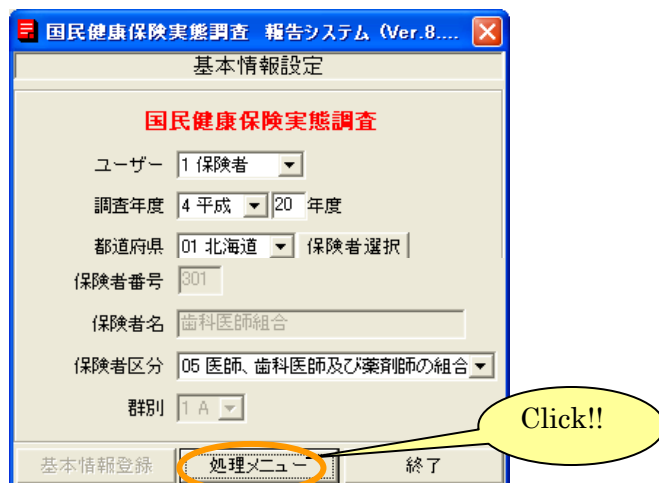 国民健康保険実態調査 報告システム (Ver.8....
基本情報設定
国民健康保険実態調査
ユーザー 1 保険者
調査年度 4 平成 20 年度
都道府県 01 北海道 保険者選択
保険者番号 301
保険者名 歯科医師組合
保険者区分 05 医師、歯科医師及び薬剤師の組合
群別 1 A
Click!!
基本情報登録 処理メニュー 終了